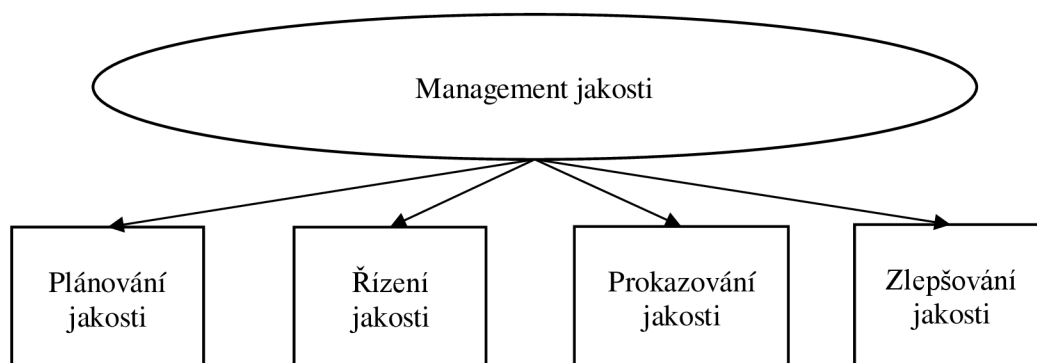 Management jakosti
Plánování
jakosti
Řízení
jakosti
Prokazování
jakosti
Zlepšování
jakosti